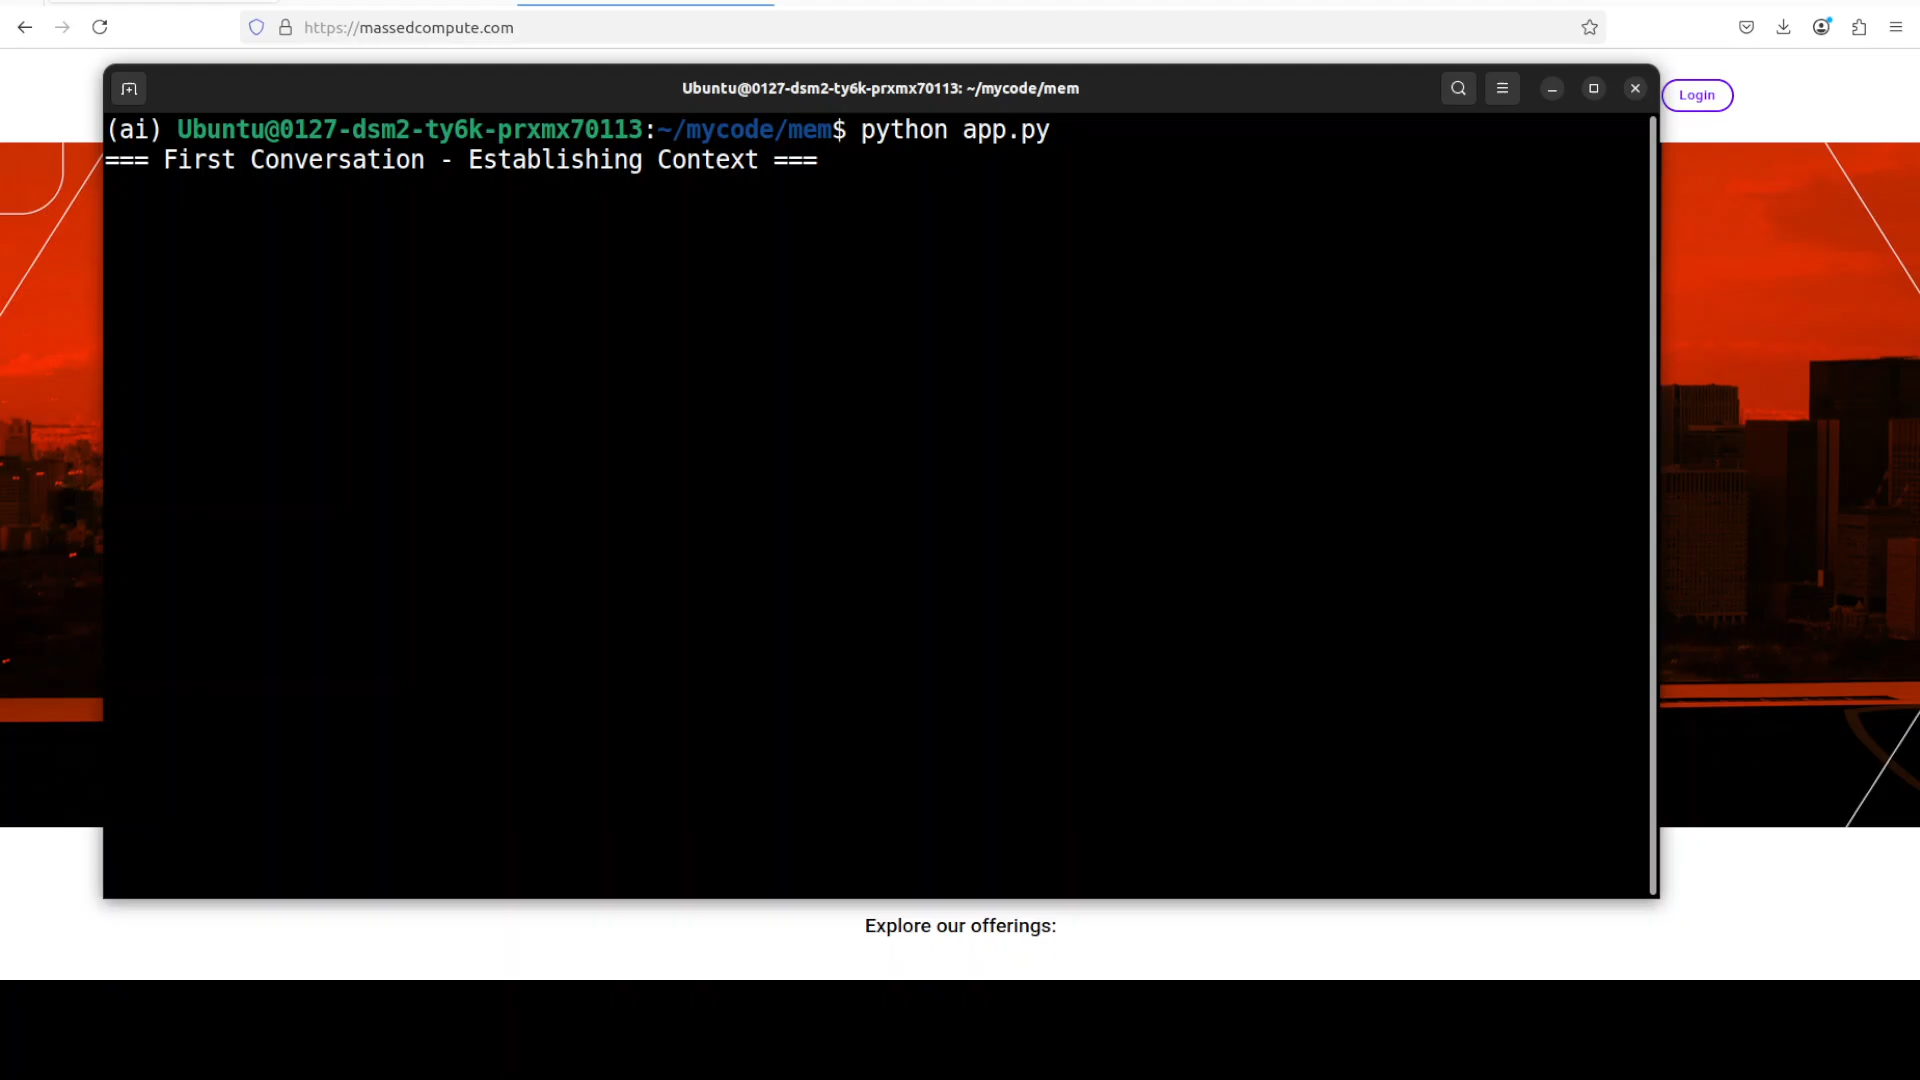 https://massedcompute.com
Ubuntu@0127-dsm2-ty6k-prxmx70113: ~/mycode/mem
Login
(ai) Ubuntu@0127-dsm2-ty6k-prxmx70113:~/mycode/mem$ python app.py
=== First Conversation - Establishing Context ===
Explore our offerings: